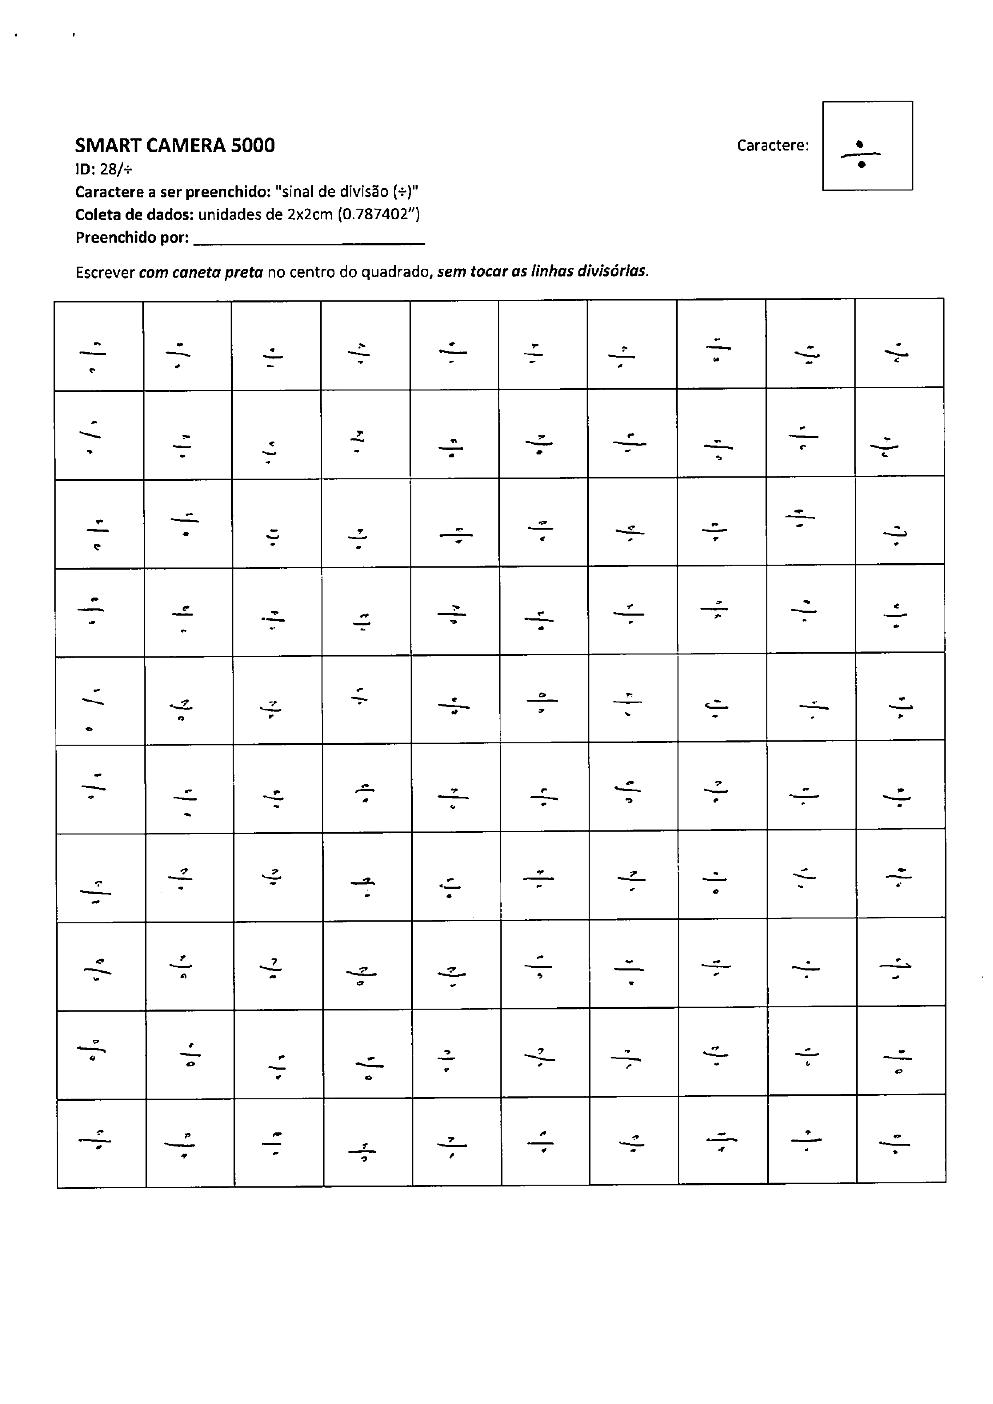 SMART CAMERA 5000
Caractere: ÷
ID: 28/÷
Caractere a ser preenchido: "sinal de divisão (÷)"
Coleta de dados: unidades de 2x2cm (0.787402")
Preenchido por: ____________________
Escrever com caneta preta no centro do quadrado, sem tocar as linhas divisórias.
÷ ÷ ÷ ÷ ÷ ÷ ÷ ÷ ÷ ÷
÷ ÷ ÷ ÷ ÷ ÷ ÷ ÷ ÷ ÷
÷ ÷ ÷ ÷ ÷ ÷ ÷ ÷ ÷ ÷
÷ ÷ ÷ ÷ ÷ ÷ ÷ ÷ ÷ ÷
÷ ÷ ÷ ÷ ÷ ÷ ÷ ÷ ÷ ÷
÷ ÷ ÷ ÷ ÷ ÷ ÷ ÷ ÷ ÷
÷ ÷ ÷ ÷ ÷ ÷ ÷ ÷ ÷ ÷
÷ ÷ ÷ ÷ ÷ ÷ ÷ ÷ ÷ ÷
÷ ÷ ÷ ÷ ÷ ÷ ÷ ÷ ÷ ÷
÷ ÷ ÷ ÷ ÷ ÷ ÷ ÷ ÷ ÷